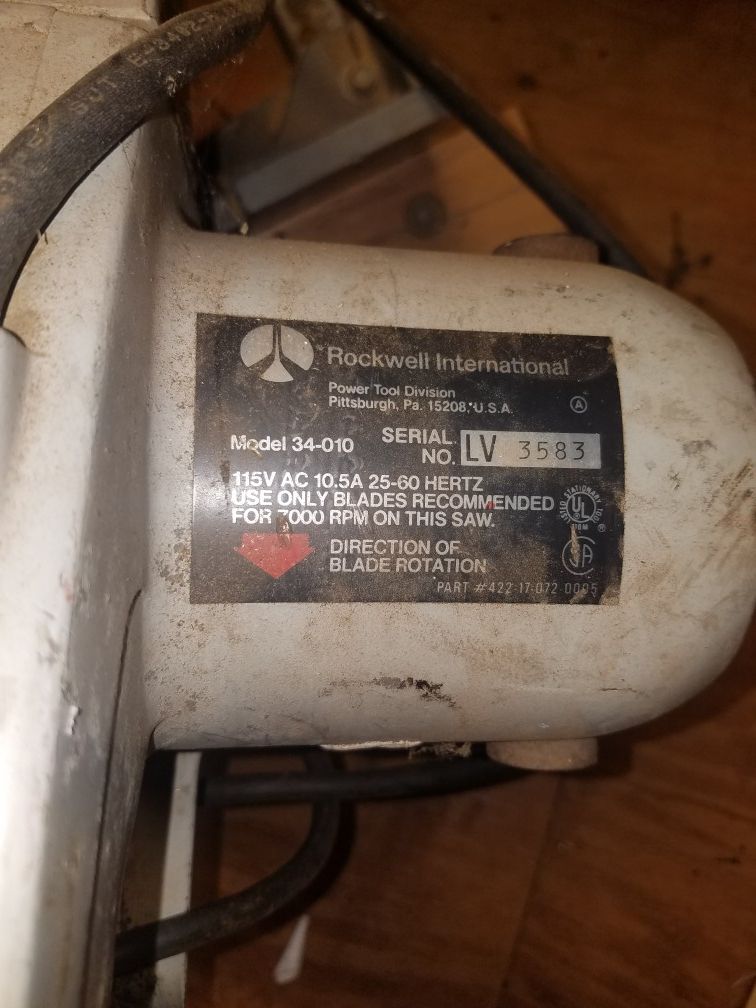 Rockwell International
Power Tool Division
Pittsburgh, Pa. 15208, U.S.A.
A
Model 34-010 SERIAL NO. LV 3583
115V AC 10.5A 25-60 HERTZ
USE ONLY BLADES RECOMMENDED
FOR 7000 RPM ON THIS SAW.
UL
DIRECTION OF
BLADE ROTATION
PART #422-17-072-0005